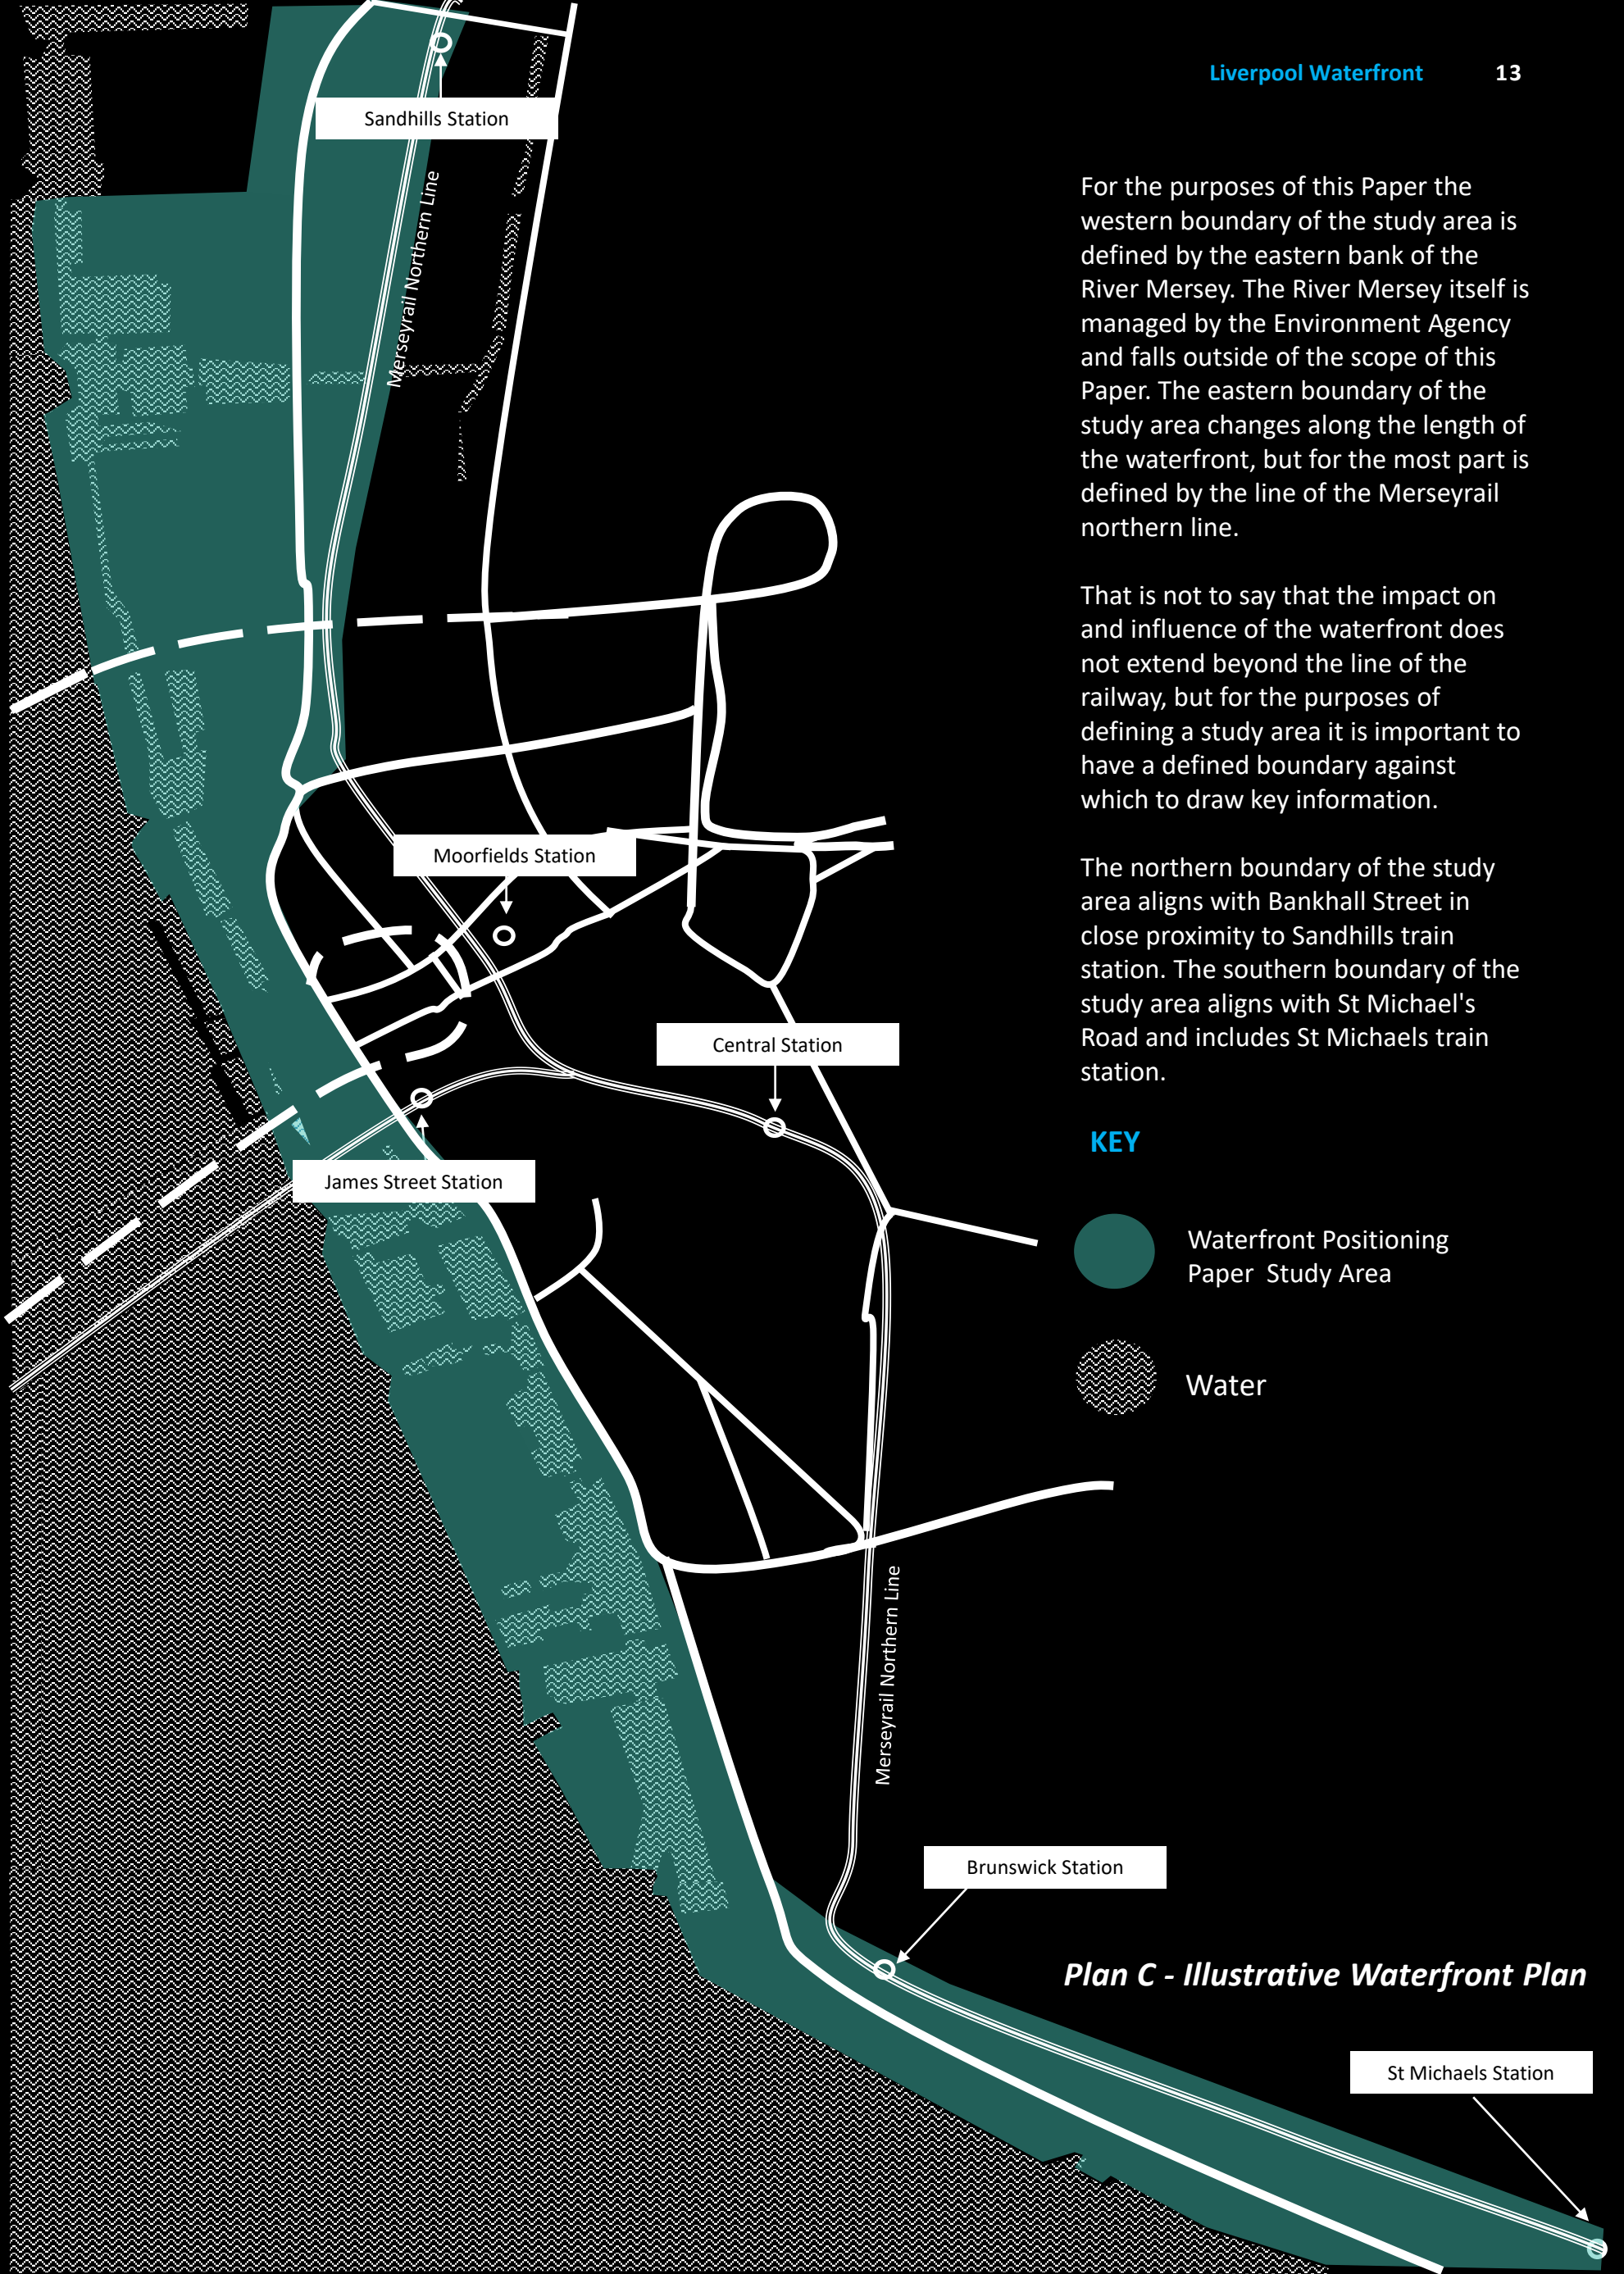 Liverpool Waterfront 13
Sandhills Station
Merseyrail Northern Line
For the purposes of this Paper the
western boundary of the study area is
defined by the eastern bank of the
River Mersey. The River Mersey itself is
managed by the Environment Agency
and falls outside of the scope of this
Paper. The eastern boundary of the
study area changes along the length of
the waterfront, but for the most part is
defined by the line of the Merseyrail
northern line.
That is not to say that the impact on
and influence of the waterfront does
not extend beyond the line of the
railway, but for the purposes of
defining a study area it is important to
have a defined boundary against
which to draw key information.
The northern boundary of the study
area aligns with Bankhall Street in
close proximity to Sandhills train
station. The southern boundary of the
study area aligns with St Michael's
Road and includes St Michaels train
station.
Moorfields Station
Central Station
James Street Station
KEY
Waterfront Positioning
Paper Study Area
Water
Merseyrail Northern Line
Brunswick Station
Plan C - Illustrative Waterfront Plan
St Michaels Station